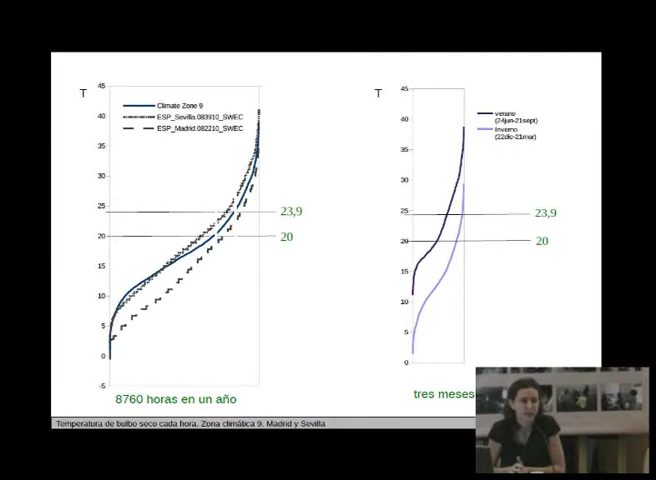 T
45
40
35
30
25
20
15
10
5
0
-5
Climate Zone 9
ESP_Sevilla.083910_SWEC
ESP_Madrid.082210_SWEC
23,9
20
8760 horas en un año
T
45
40
35
30
25
20
15
10
5
0
Verano
(24jun-21sept)
Invierno
(22dic-21mar)
23,9
20
tres meses
Temperatura de bulbo seco cada hora. Zona climática 9. Madrid y Sevilla